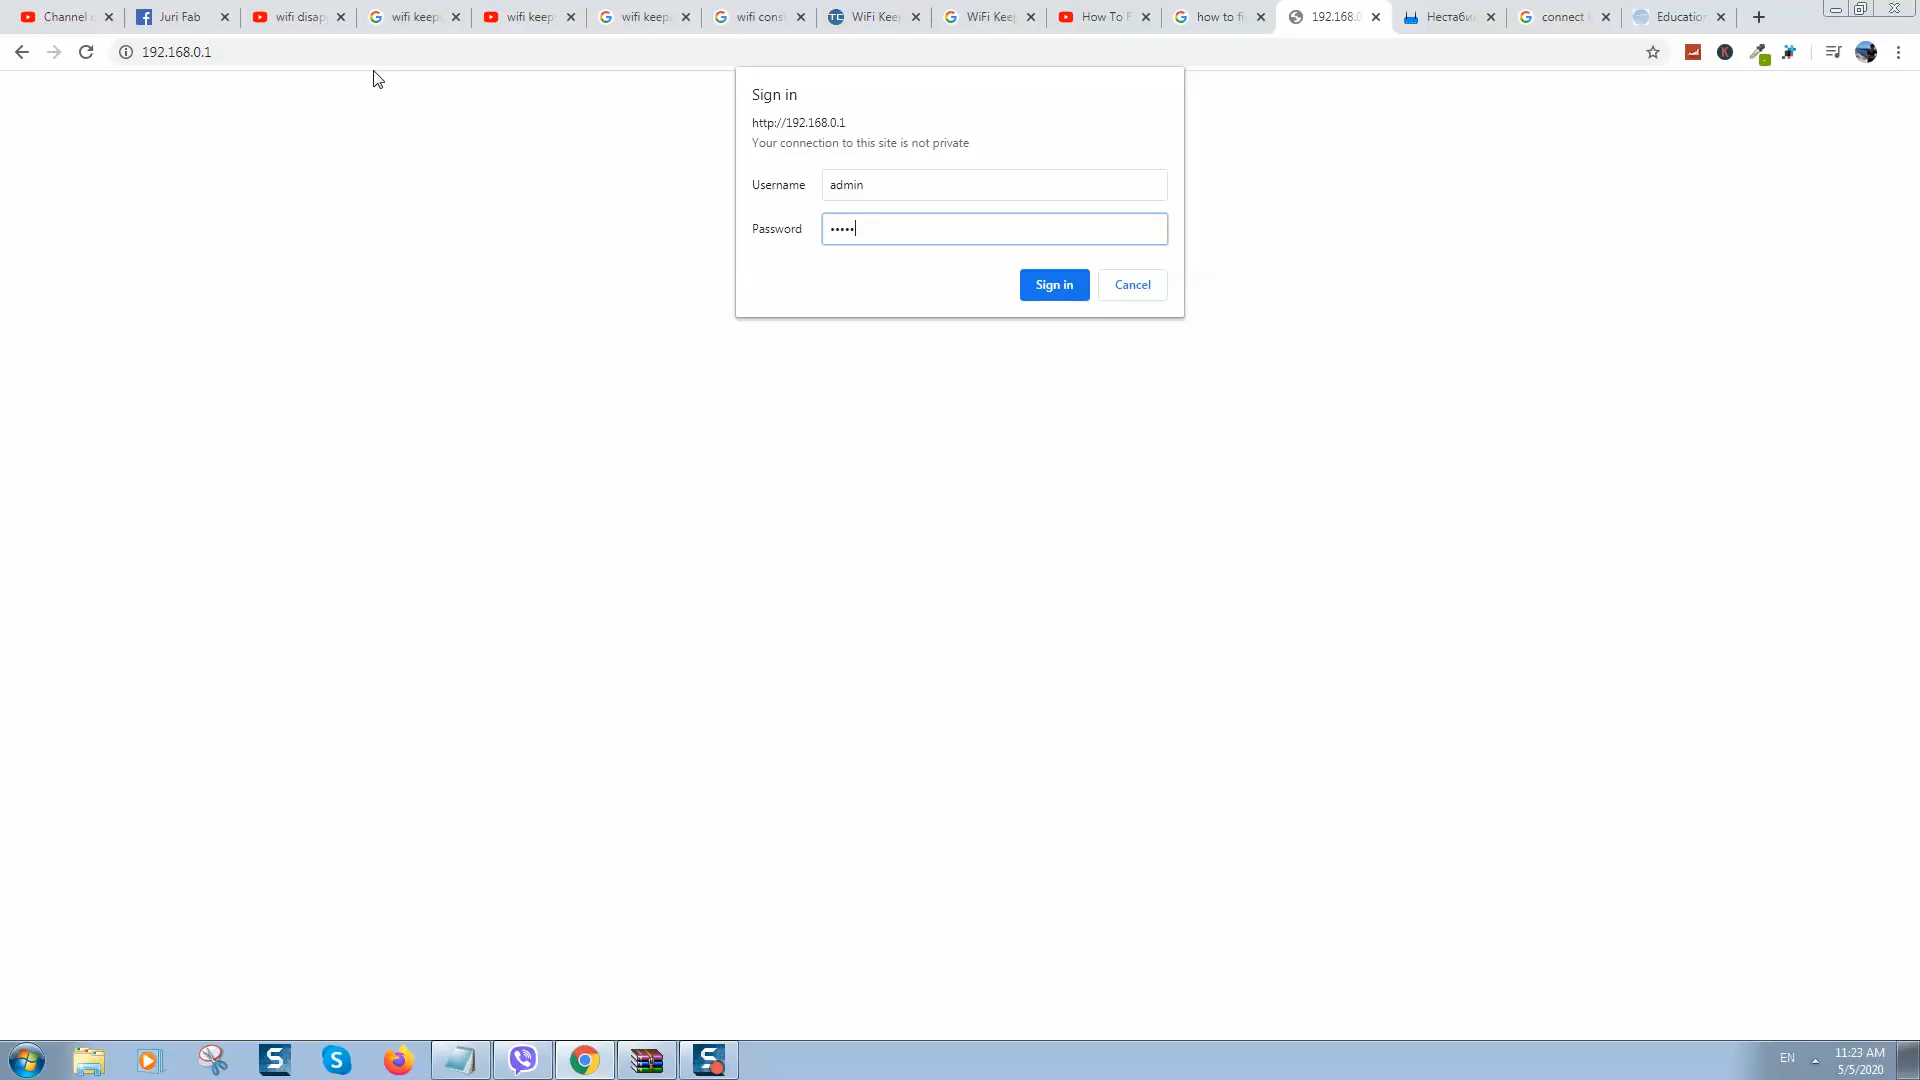 Channel
Juri Fab
wifi disap
wifi keep
wifi keep
wifi keep
wifi cons
WiFi Kee
WiFi Kee
How To F
how to fi
192.168.0
Нестаби
connect
Educatio
192.168.0.1
Sign in
http://192.168.0.1
Your connection to this site is not private
Username
admin
Password
•••••
Sign in
Cancel
EN
11:23 AM
5/5/2020